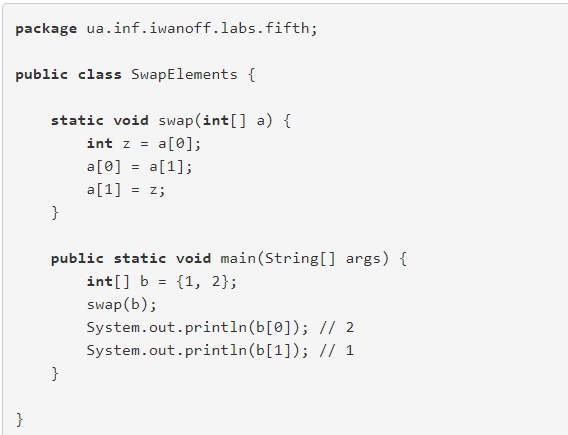 package ua.inf.iwanoff.labs.fifth;
public class SwapElements {
static void swap(int[] a) {
int z = a[0];
a[0] = a[1];
a[1] = z;
}
public static void main(String[] args) {
int[] b = {1, 2};
swap(b);
System.out.println(b[0]); // 2
System.out.println(b[1]); // 1
}
}